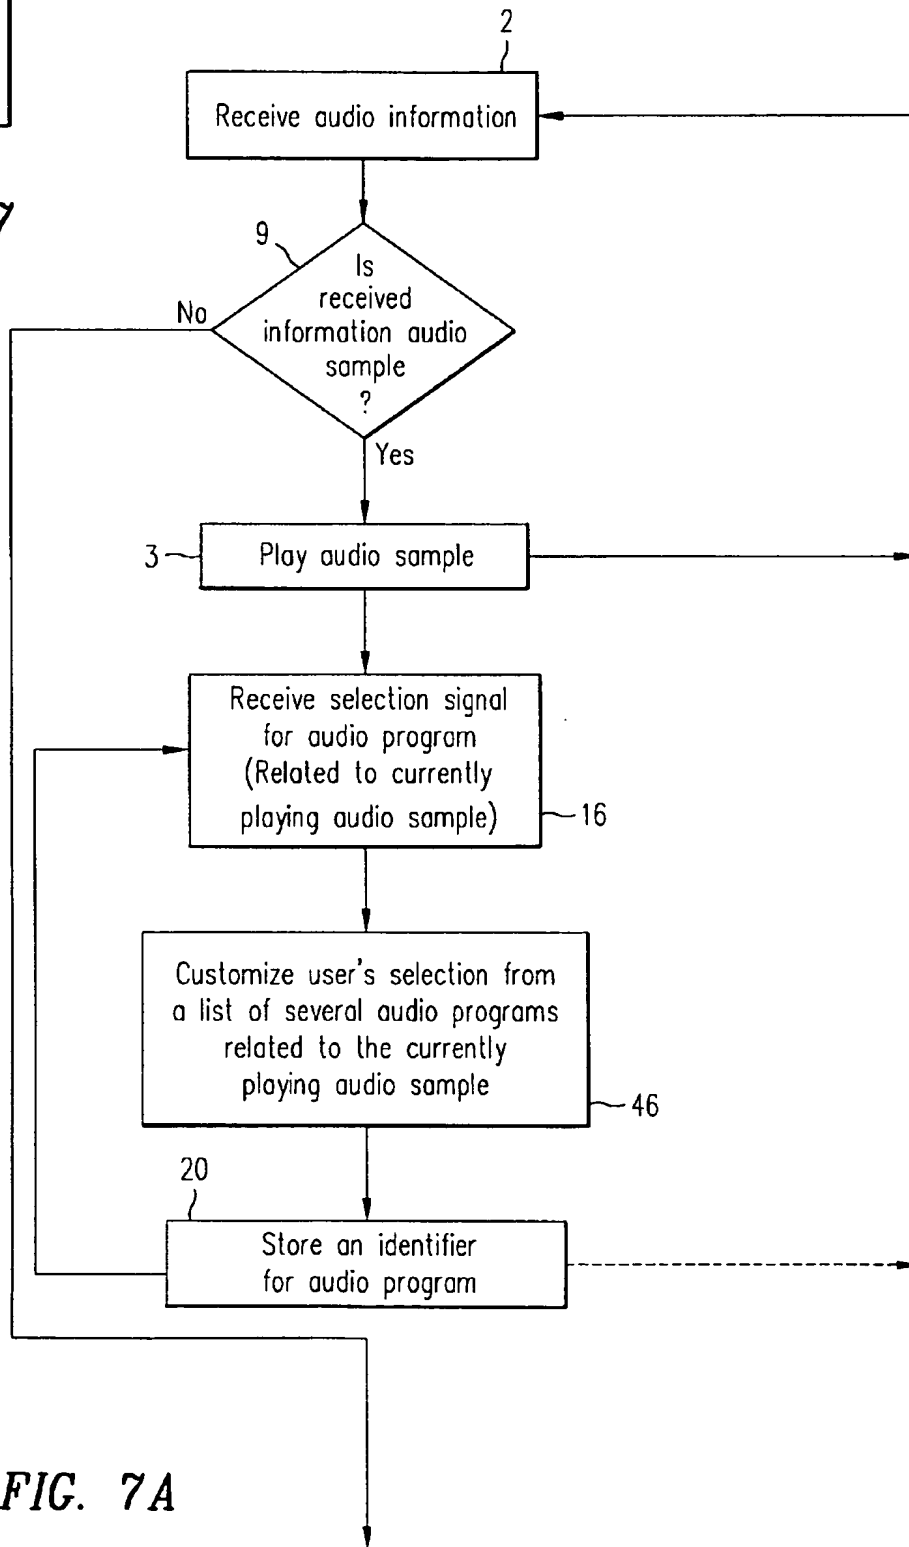 2
Receive audio information
7
9
Is
received
information audio
sample
?
No
Yes
3
Play audio sample
Receive selection signal
for audio program
(Related to currently
playing audio sample)
16
Customize user's selection from
a list of several audio programs
related to the currently
playing audio sample
46
20
Store an identifier
for audio program
FIG. 7A